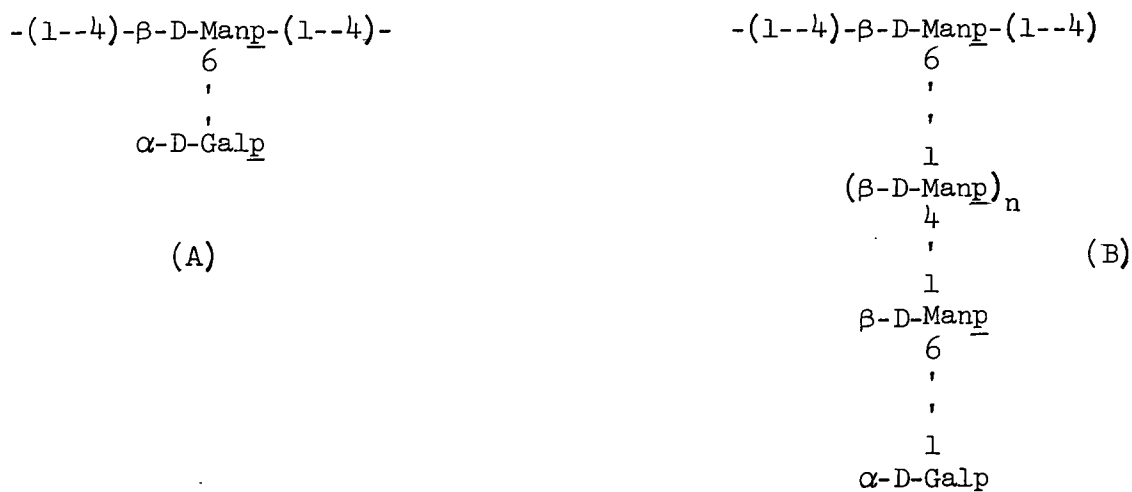 -(1--4)-β-D-Manp-(1--4)-
6
'
'
α-D-Galp
(A)
-(1--4)-β-D-Manp-(1--4)
6
'
'
1
(β-D-Manp)n
4
'
1
β-D-Manp
6
'
'
1
α-D-Galp
(B)